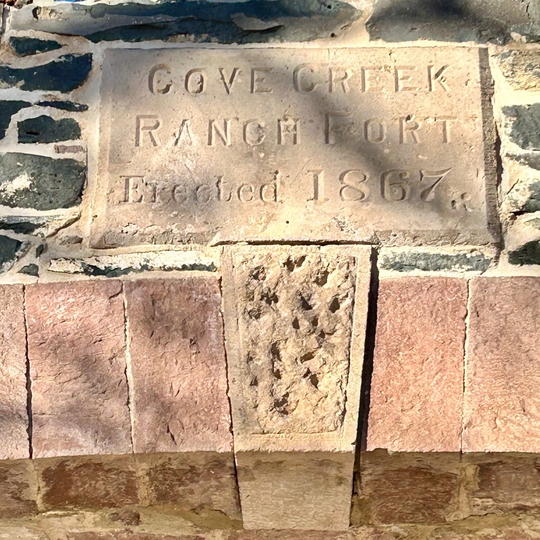 COVE CREEK
RANCH FORT
Erected 1867.